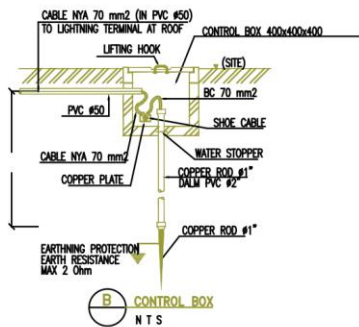 CABLE NYA 70 mm2 (IN PVC ø50)
TO LIGHTNING TERMINAL AT ROOF
CONTROL BOX 400x400x400
LIFTING HOOK
(SITE)
BC 70 mm2
PVC ø50
SHOE CABLE
CABLE NYA 70 mm2
WATER STOPPER
COPPER PLATE
COPPER ROD ø1"
DALM PVC ø2"
EARTHNING PROTECTION
EARTH RESISTANCE
MAX 2 Ohm
COPPER ROD ø1"
B CONTROL BOX
NTS